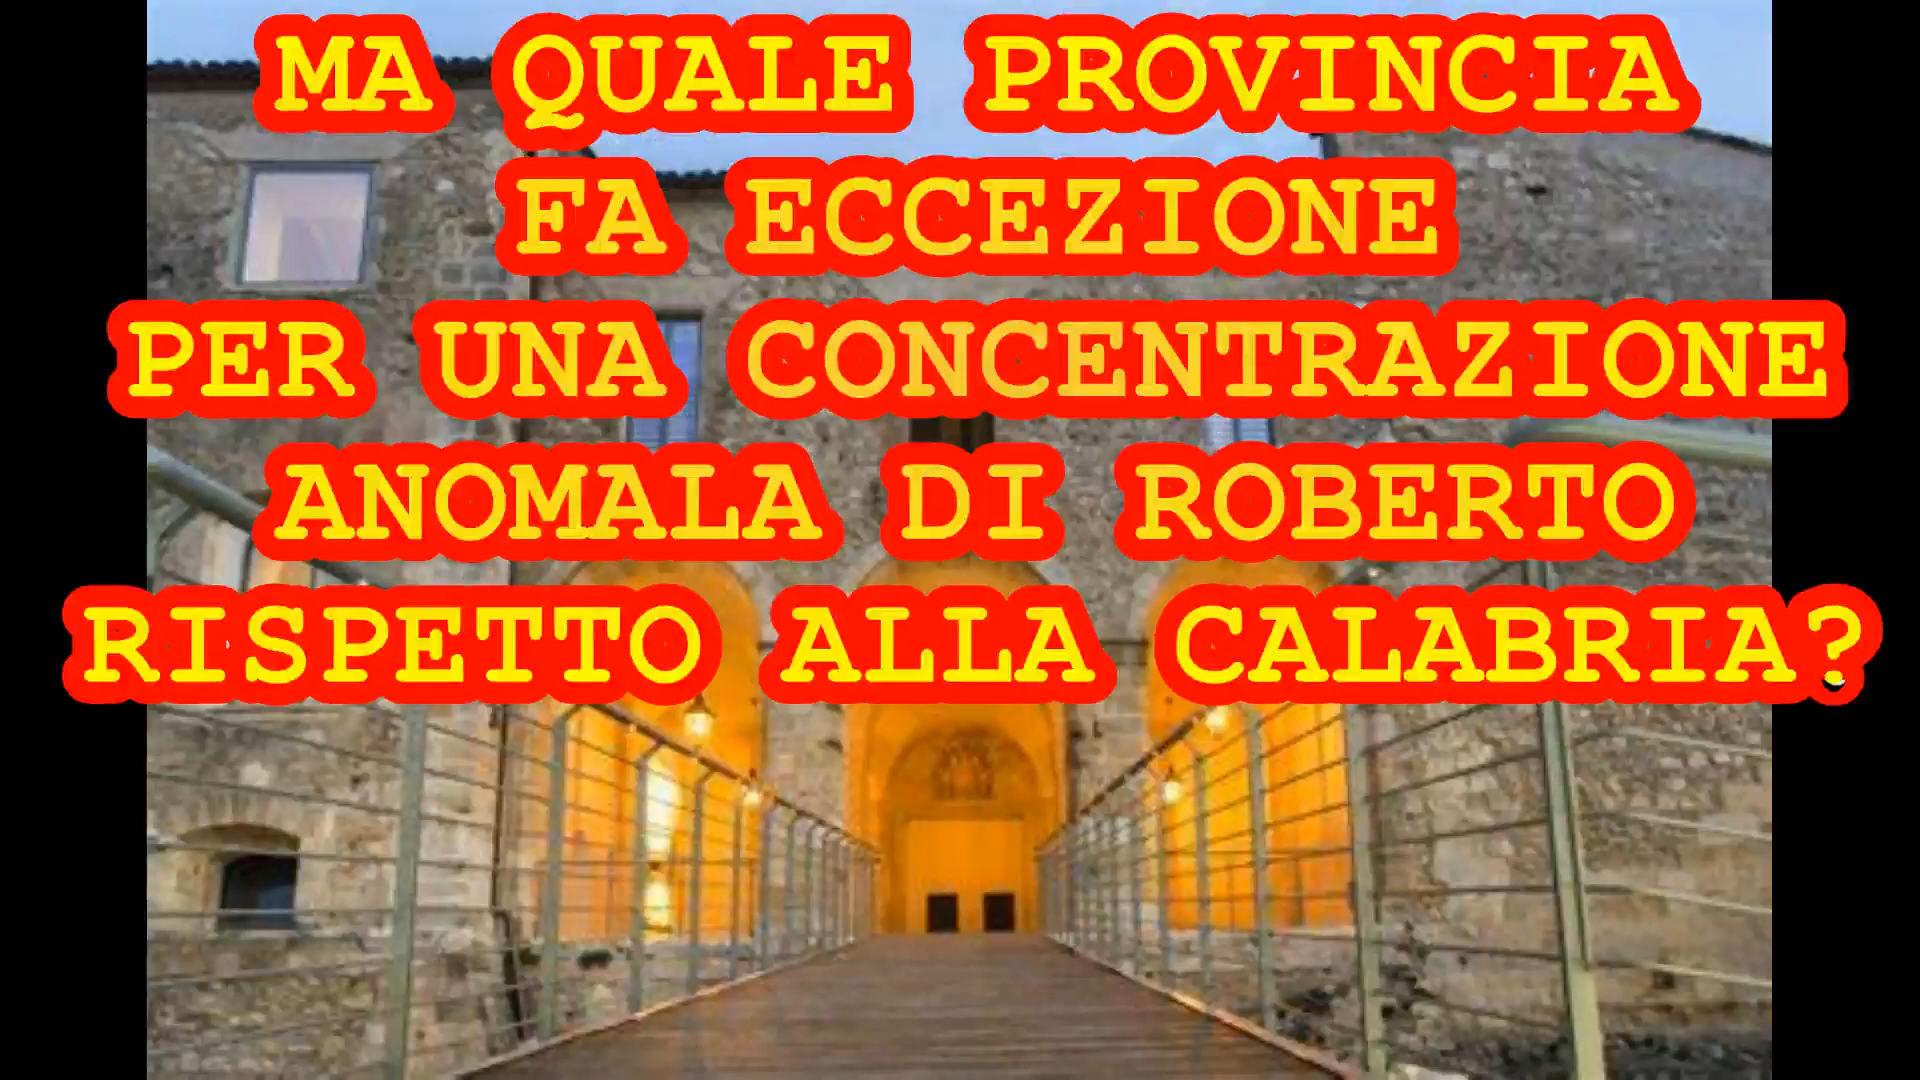 MA QUALE PROVINCIA
FA ECCEZIONE
PER UNA CONCENTRAZIONE
ANOMALA DI ROBERTO
RISPETTO ALLA CALABRIA?